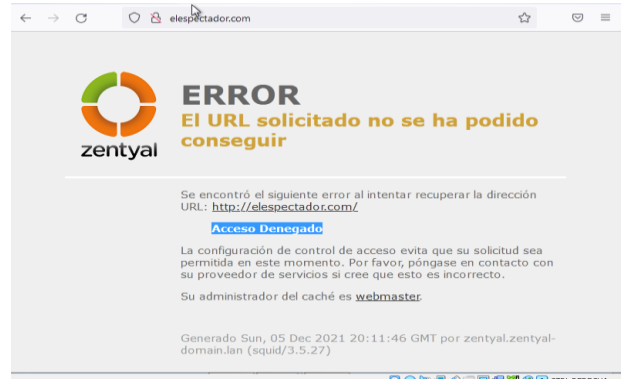 elespectador.com
zentyal
ERROR
El URL solicitado no se ha podido
conseguir
Se encontró el siguiente error al intentar recuperar la dirección
URL: http://elespectador.com/
Acceso Denegado
La configuración de control de acceso evita que su solicitud sea
permitida en este momento. Por favor, póngase en contacto con
su proveedor de servicios si cree que esto es incorrecto.
Su administrador del caché es webmaster.
Generado Sun, 05 Dec 2021 20:11:46 GMT por zentyal.zentyal-
domain.lan (squid/3.5.27)